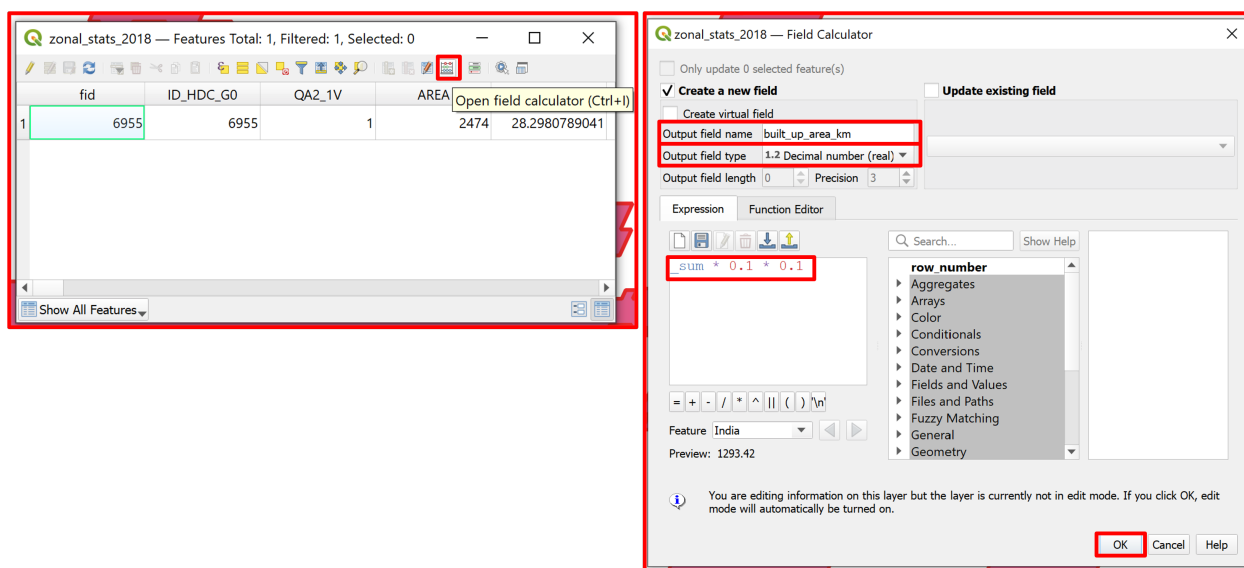 zonal_stats_2018 — Features Total: 1, Filtered: 1, Selected: 0
fid ID_HDC_G0 QA2_1V AREA
Open field calculator (Ctrl+I)
1 6955 6955 1 2474 28.2980789041
Show All Features
zonal_stats_2018 — Field Calculator
Only update 0 selected feature(s)
Create a new field
Update existing field
Create virtual field
Output field name built_up_area_km
Output field type 1.2 Decimal number (real)
Output field length 0 Precision 3
Expression Function Editor
Search... Show Help
_sum * 0.1 * 0.1
row_number
Aggregates
Arrays
Color
Conditionals
Conversions
Date and Time
Fields and Values
Files and Paths
Fuzzy Matching
General
Geometry
= + - / * ^ || ( ) '\n'
Feature India
Preview: 1293.42
You are editing information on this layer but the layer is currently not in edit mode. If you click OK, edit
mode will automatically be turned on.
OK Cancel Help